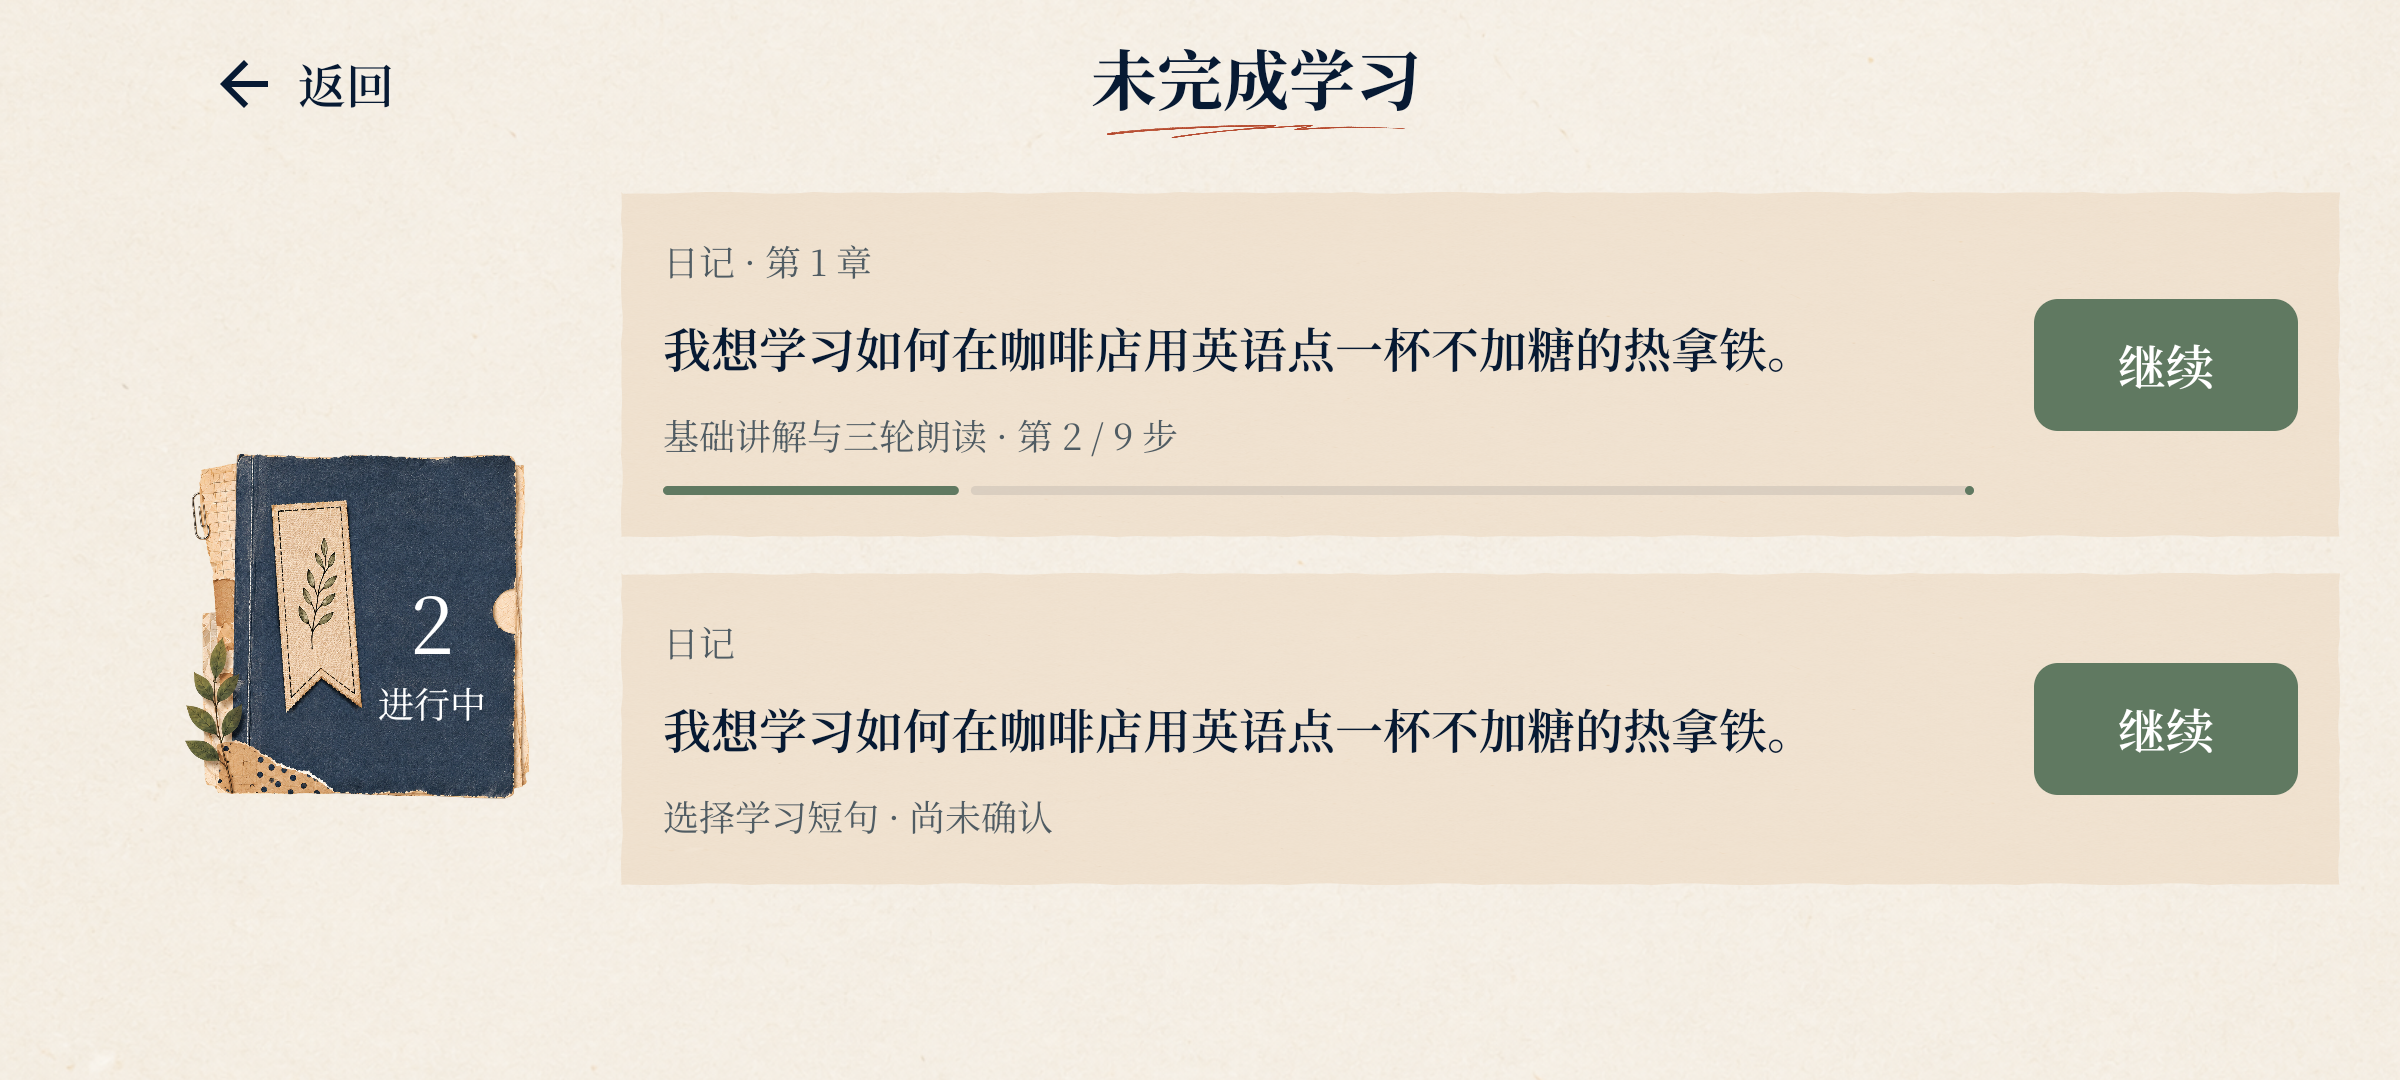 返回
未完成学习
日记 · 第 1 章
我想学习如何在咖啡店用英语点一杯不加糖的热拿铁。
基础讲解与三轮朗读 · 第 2 / 9 步
继续
2
进行中
日记
我想学习如何在咖啡店用英语点一杯不加糖的热拿铁。
选择学习短句 · 尚未确认
继续